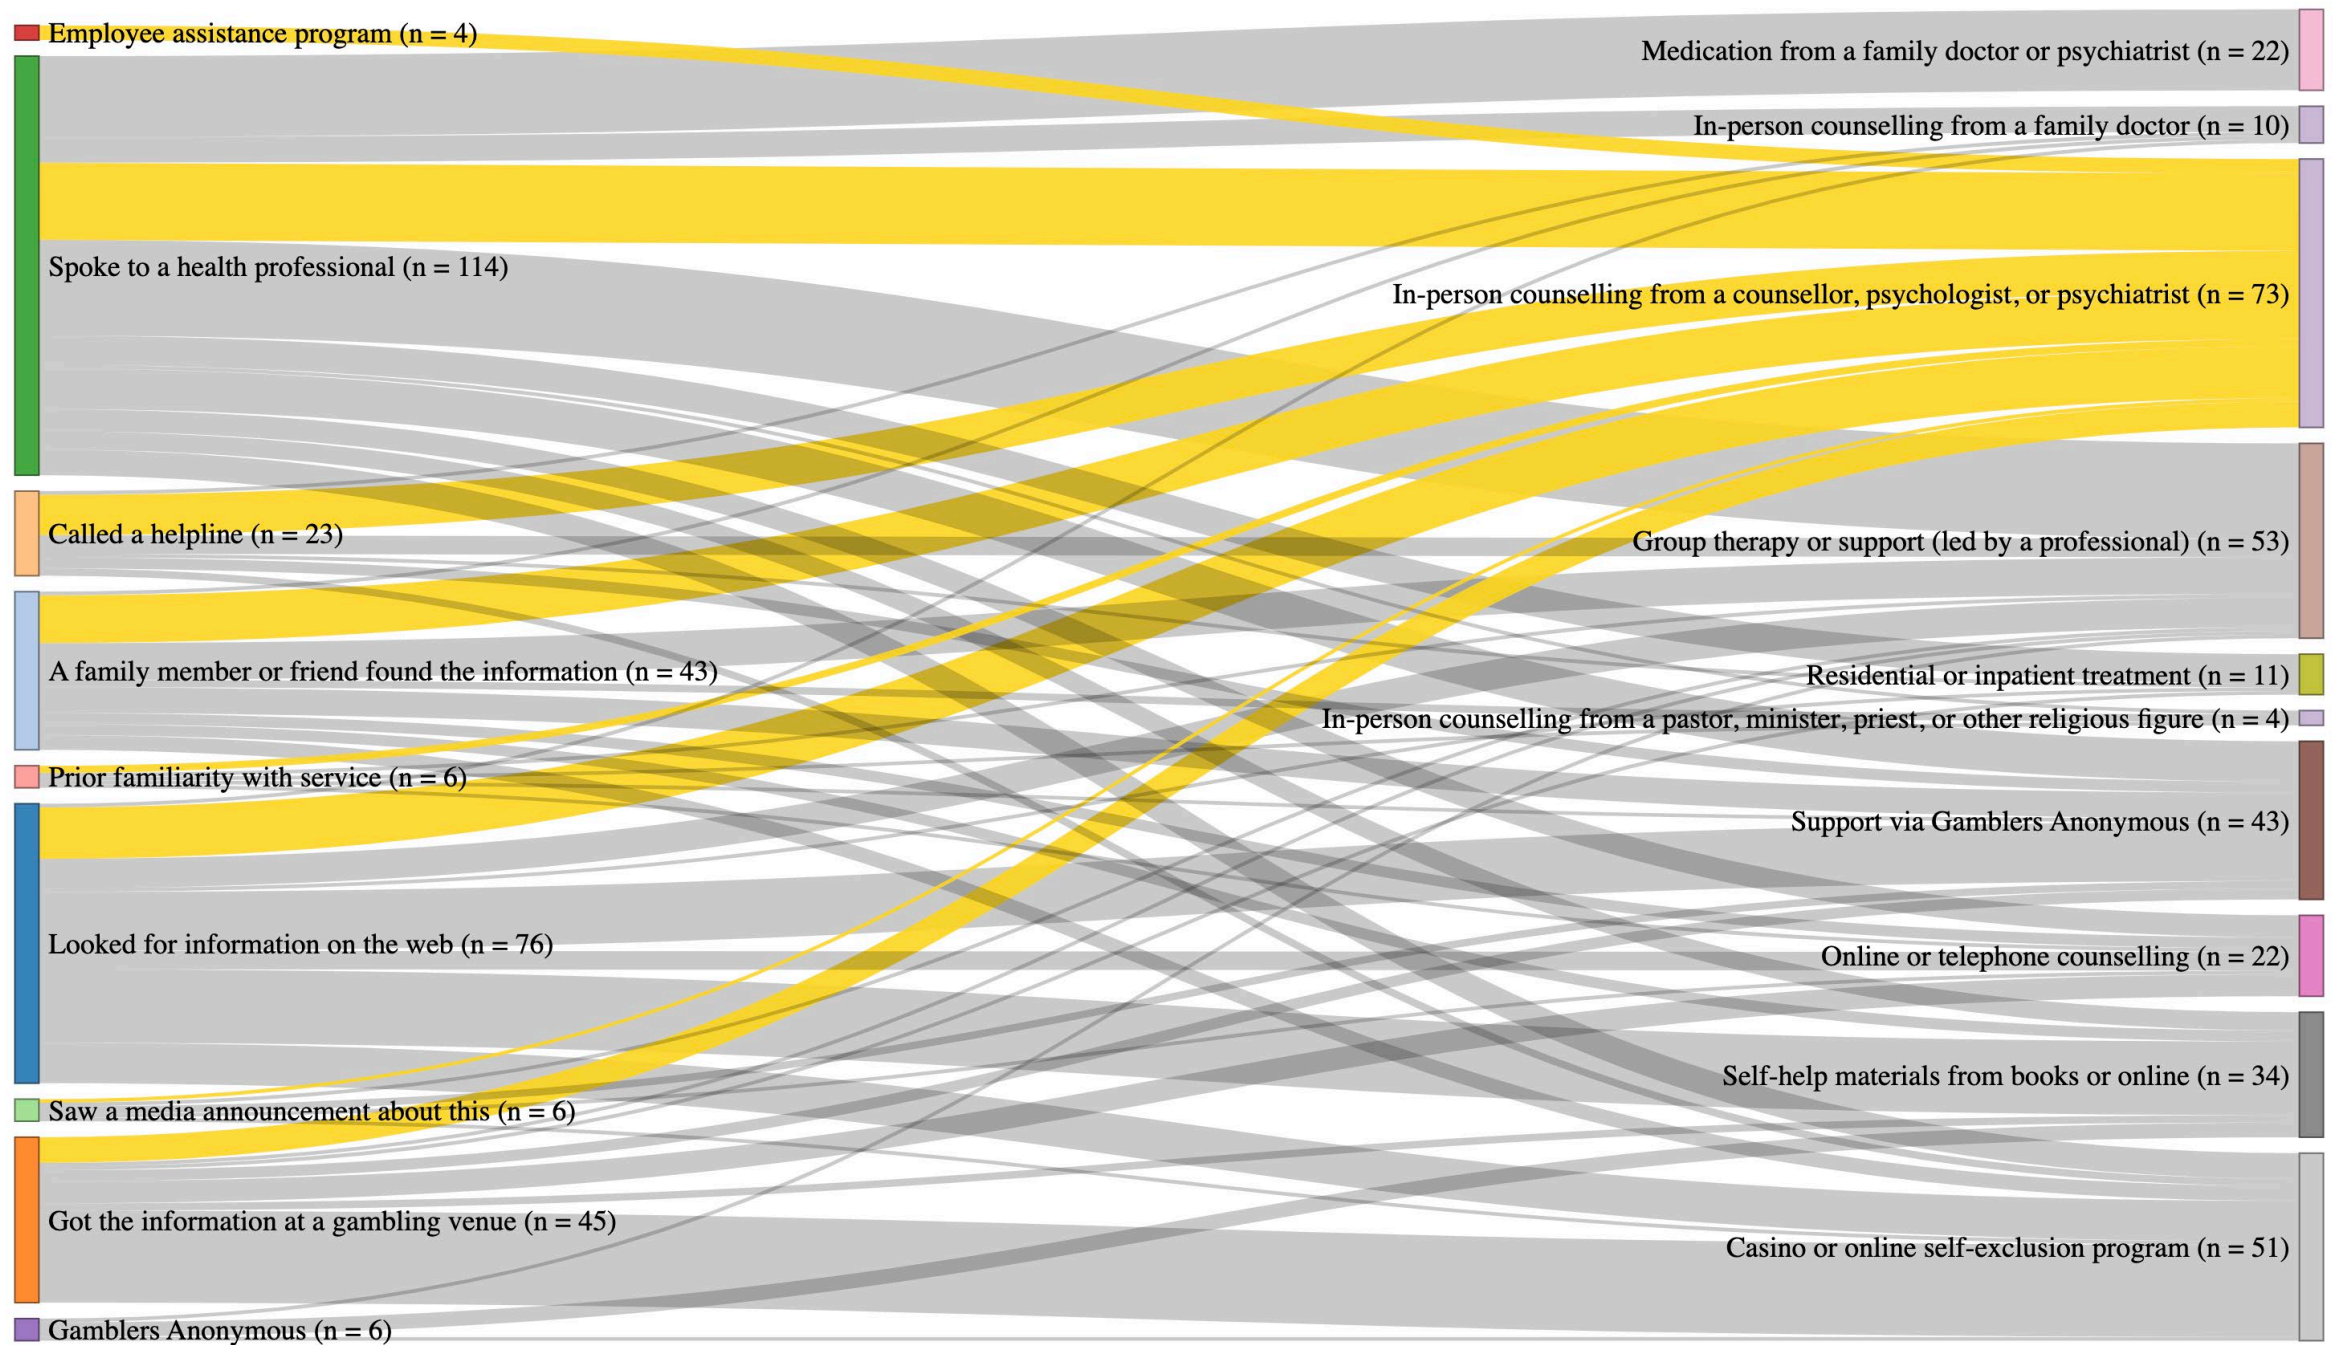 Employee assistance program (n = 4)
Spoke to a health professional (n = 114)
Called a helpline (n = 23)
A family member or friend found the information (n = 43)
Prior familiarity with service (n = 6)
Looked for information on the web (n = 76)
Saw a media announcement about this (n = 6)
Got the information at a gambling venue (n = 45)
Gamblers Anonymous (n = 6)
Medication from a family doctor or psychiatrist (n = 22)
In-person counselling from a family doctor (n = 10)
In-person counselling from a counsellor, psychologist, or psychiatrist (n = 73)
Group therapy or support (led by a professional) (n = 53)
Residential or inpatient treatment (n = 11)
In-person counselling from a pastor, minister, priest, or other religious figure (n = 4)
Support via Gamblers Anonymous (n = 43)
Online or telephone counselling (n = 22)
Self-help materials from books or online (n = 34)
Casino or online self-exclusion program (n = 51)